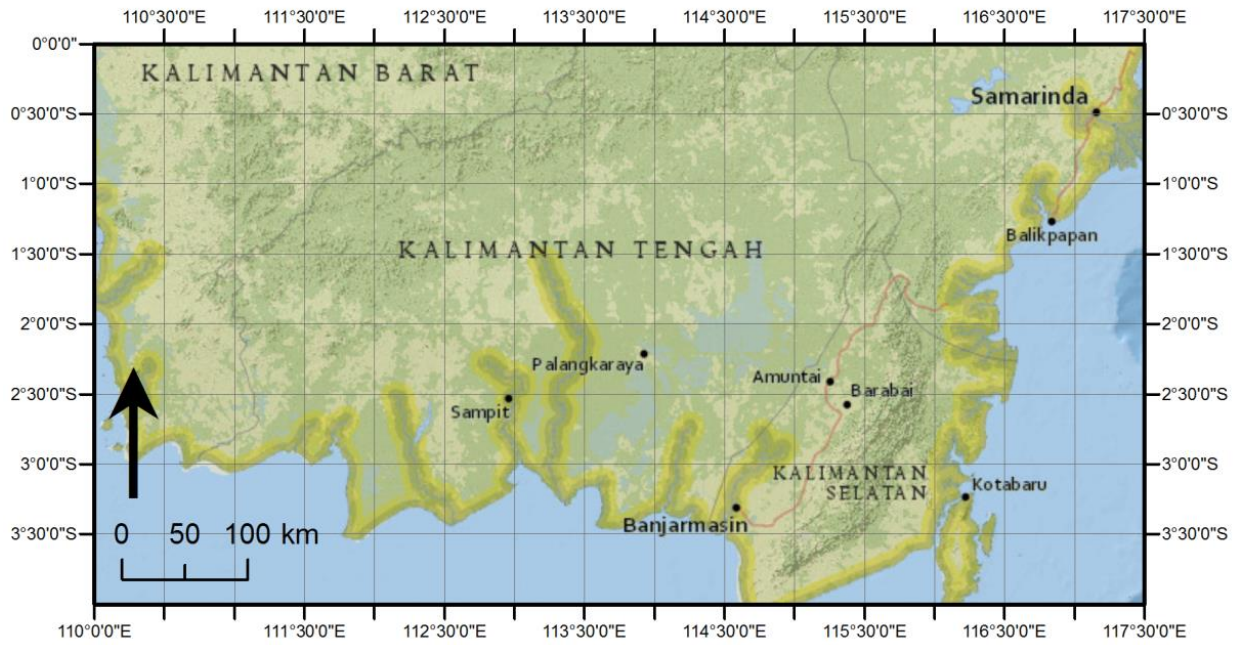 110°30'0"E 111°30'0"E 112°30'0"E 113°30'0"E 114°30'0"E 115°30'0"E 116°30'0"E 117°30'0"E
0°0'0"
KALIMANTAN BARAT
Samarinda
0°30'0"S 0°30'0"S
1°0'0"S 1°0'0"S
Balikpapan
KALIMANTAN TENGAH
1°30'0"S 1°30'0"S
2°0'0"S 2°0'0"S
Palangkaraya
Amuntai
Barabai
2°30'0"S 2°30'0"S
Sampit
3°0'0"S 3°0'0"S
KALIMANTAN
SELATAN
Kotabaru
Banjarmasin
3°30'0"S 3°30'0"S
0 50 100 km
110°0'0"E 111°30'0"E 112°30'0"E 113°30'0"E 114°30'0"E 115°30'0"E 116°30'0"E 117°30'0"E